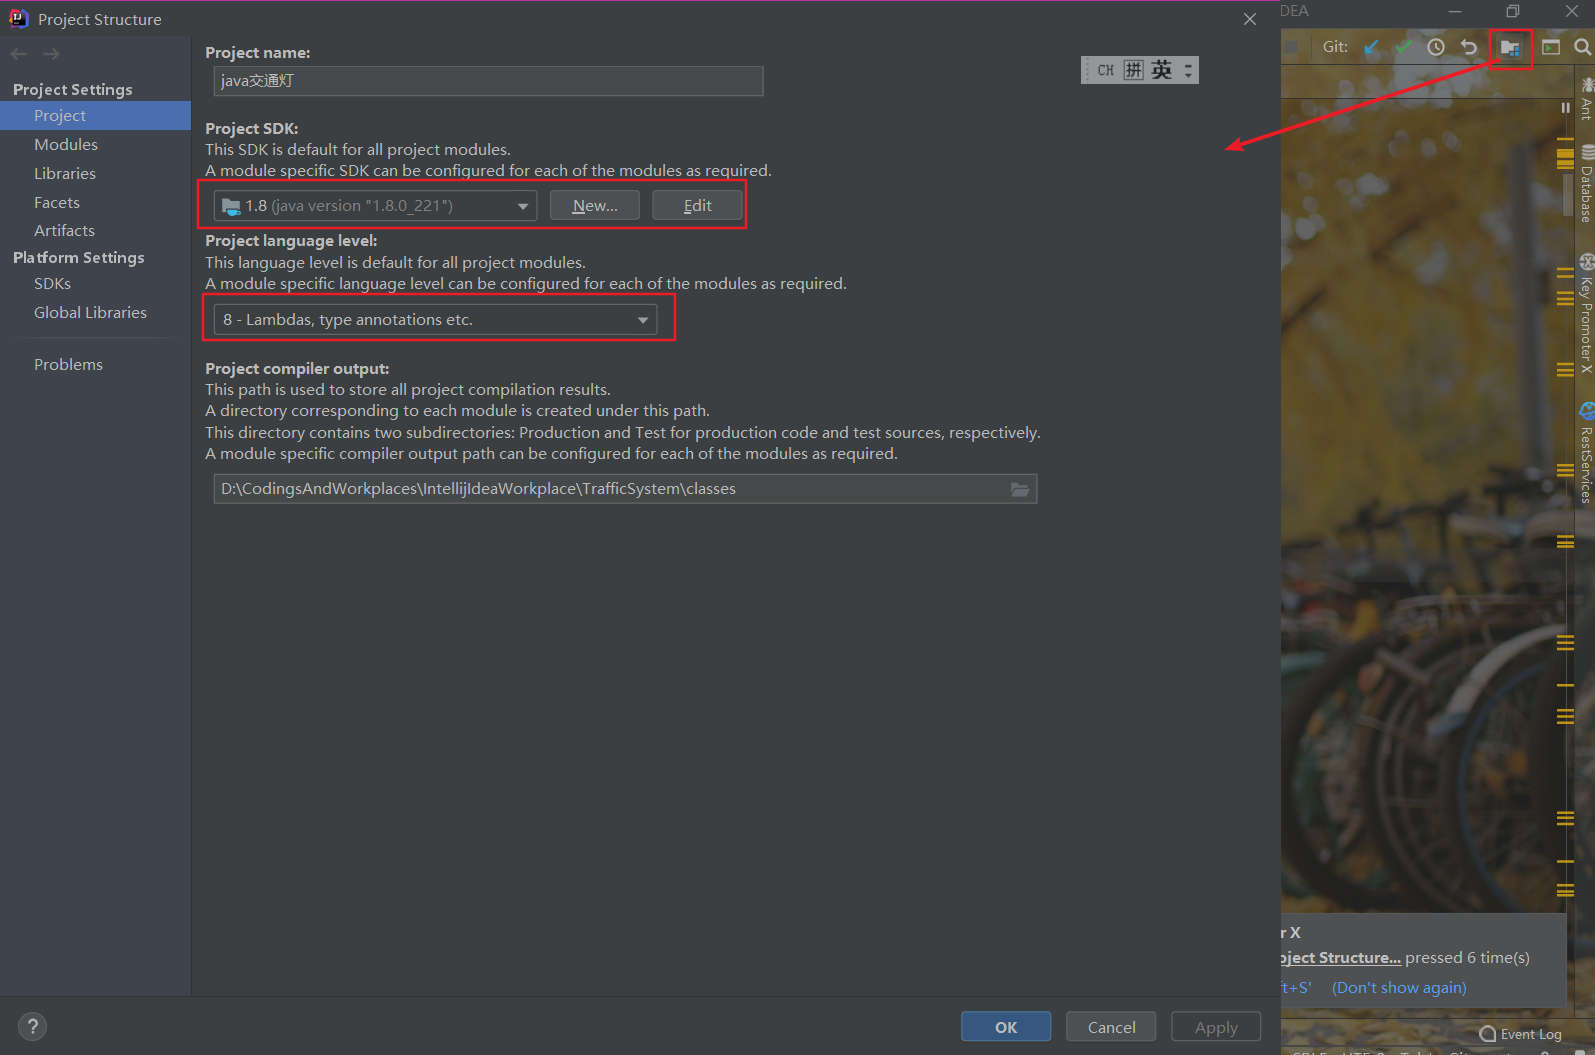 Project Structure
Project Settings
Project
Modules
Libraries
Facets
Artifacts
Platform Settings
SDKs
Global Libraries
Problems
Project name:
java交通灯
CH 拼 英
Project SDK:
This SDK is default for all project modules.
A module specific SDK can be configured for each of the modules as required.
1.8 (java version "1.8.0_221")
New...
Edit
Project language level:
This language level is default for all project modules.
A module specific language level can be configured for each of the modules as required.
8 - Lambdas, type annotations etc.
Project compiler output:
This path is used to store all project compilation results.
A directory corresponding to each module is created under this path.
This directory contains two subdirectories: Production and Test for production code and test sources, respectively.
A module specific compiler output path can be configured for each of the modules as required.
D:\CodingsAndWorkplaces\IntellijIdeaWorkplace\TrafficSystem\classes
?
OK
Cancel
Apply
DEA
Git:
Ant
Database
Key Promoter X
RestServices
r X
oject Structure... pressed 6 time(s)
ft+S' (Don't show again)
Event Log